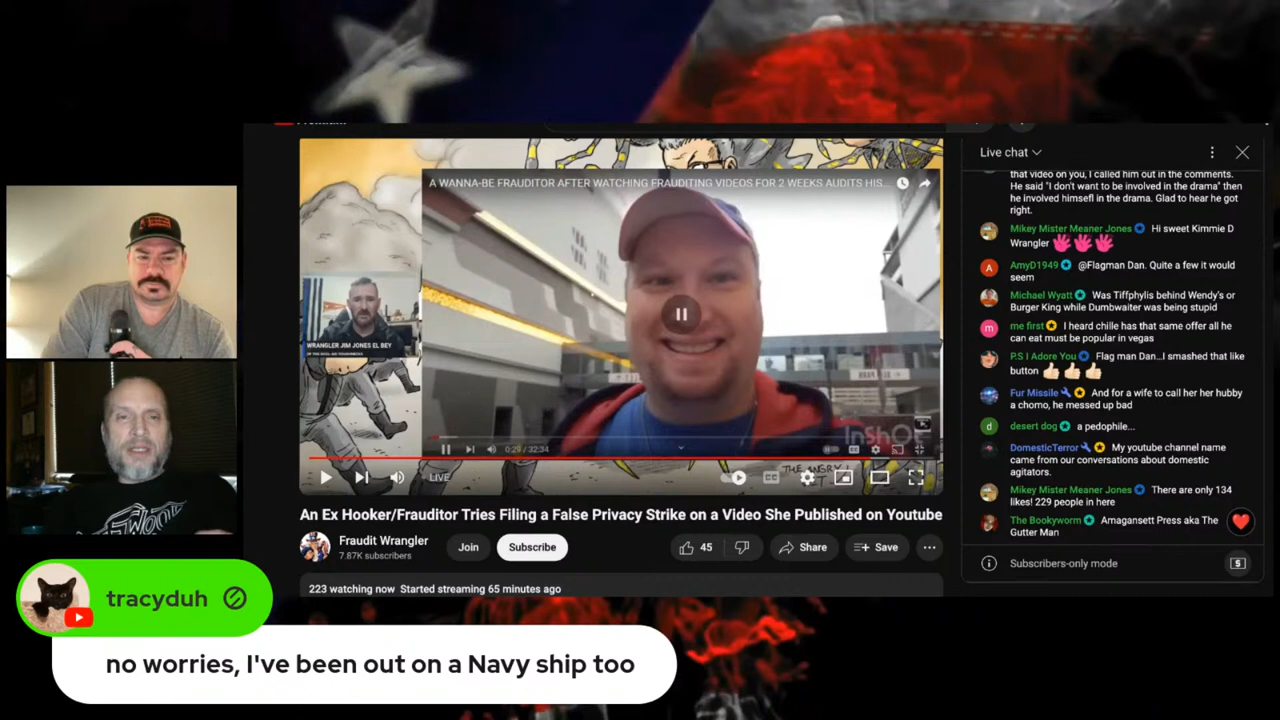 A WANNA-BE FRAUDITOR AFTER WATCHING FRAUDITING VIDEOS FOR 2 WEEKS AUDITS HIS...
WRANGLER JIM JONES EL BEY
InShOt
0:29 / 32:34
LIVE
THE ANGRY
An Ex Hooker/Frauditor Tries Filing a False Privacy Strike on a Video She Published on Youtube
Fraudit Wrangler
7.87K subscribers
Join
Subscribe
45
Share
Save
223 watching now Started streaming 65 minutes ago
Live chat
that video on you, I called him out in the comments.
He said "I don't want to be involved in the drama" then
he involved himsefl in the drama. Glad to hear he got
right.
Mikey Mister Meaner Jones Hi sweet Kimmie D
Wrangler
AmyD1949 @Flagman Dan. Quite a few it would
seem
Michael Wyatt Was Tiffphylis behind Wendy's or
Burger King while Dumbwaiter was being stupid
me first I heard chille has that same offer all he
can eat must be popular in vegas
P.S I Adore You Flag man Dan...I smashed that like
button
Fur Missile And for a wife to call her her hubby
a chomo, he messed up bad
desert dog a pedophile...
DomesticTerror My youtube channel name
came from our conversations about domestic
agitators.
Mikey Mister Meaner Jones There are only 134
likes! 229 people in here
The Bookyworm Amagansett Press aka The
Gutter Man
Subscribers-only mode
tracyduh
no worries, I've been out on a Navy ship too